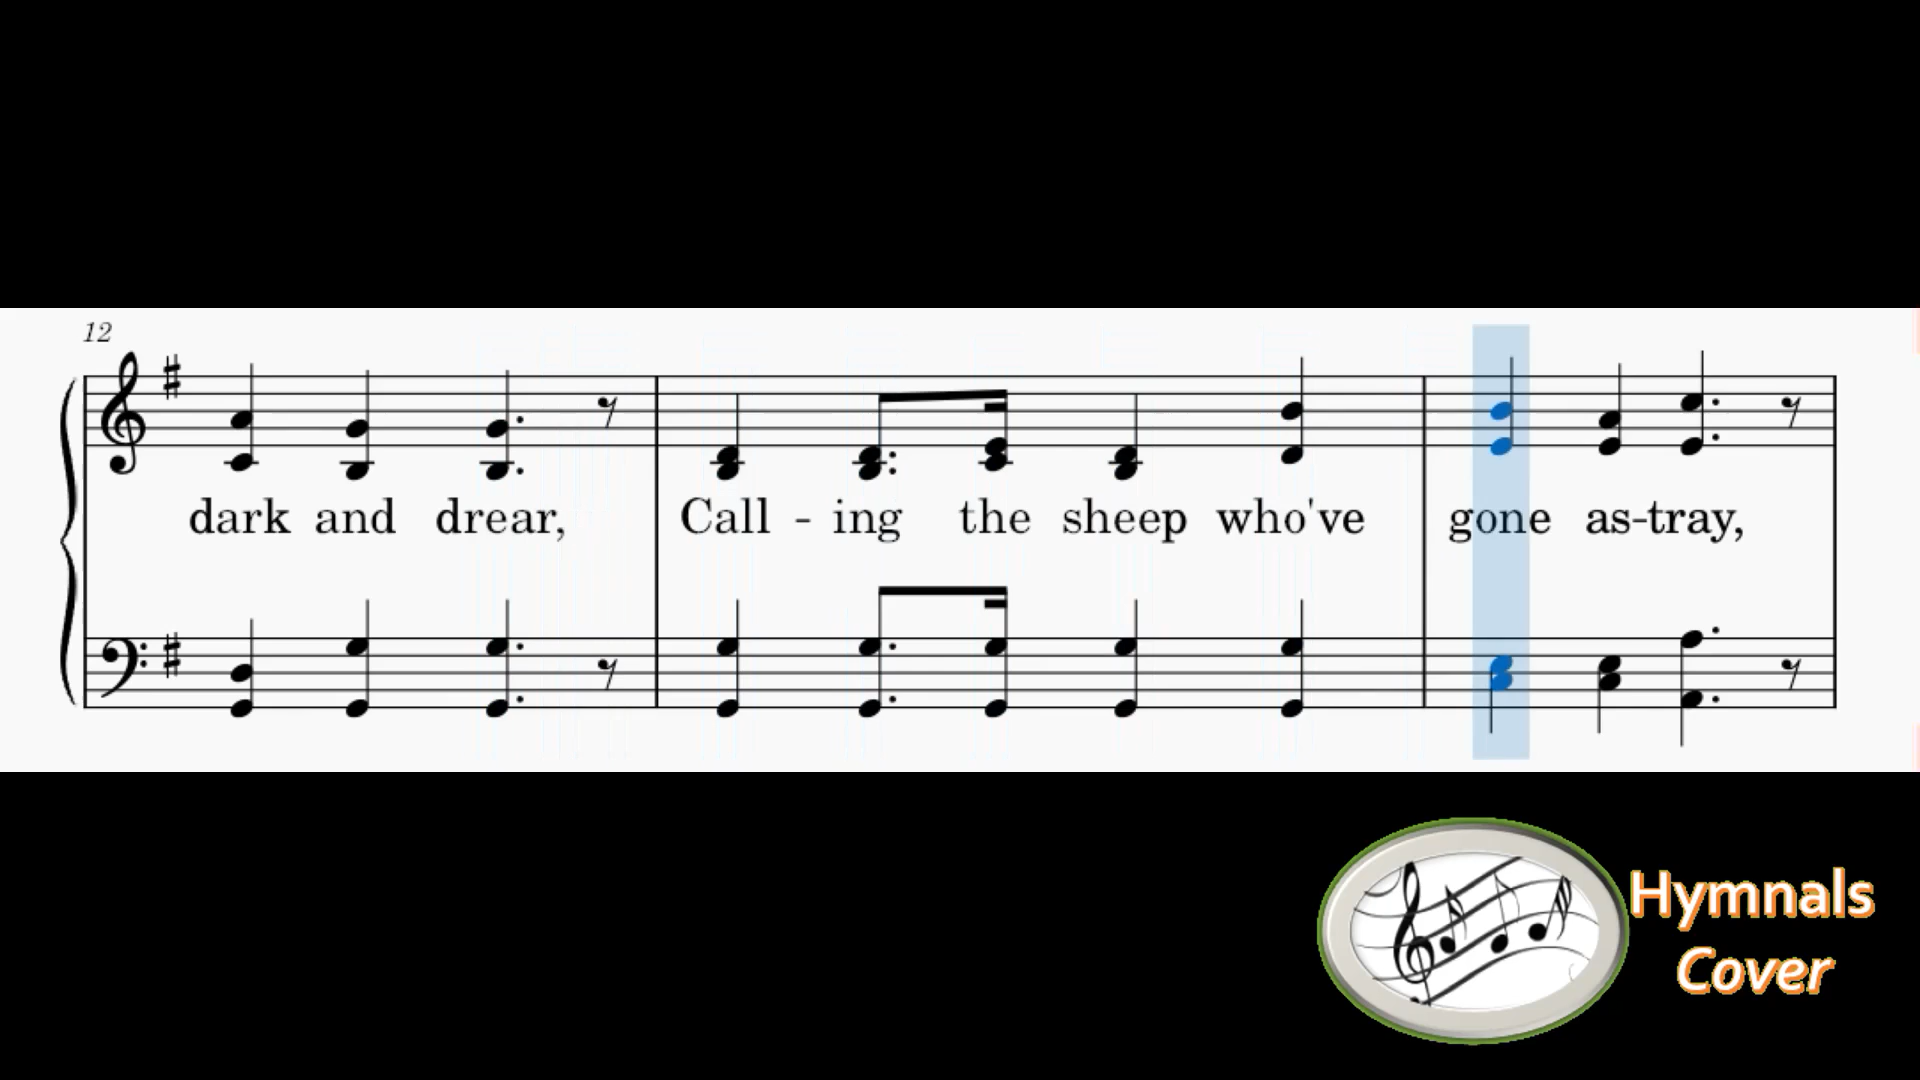 12
dark and drear, Call - ing the sheep who've gone as-tray,
Hymnals
Cover